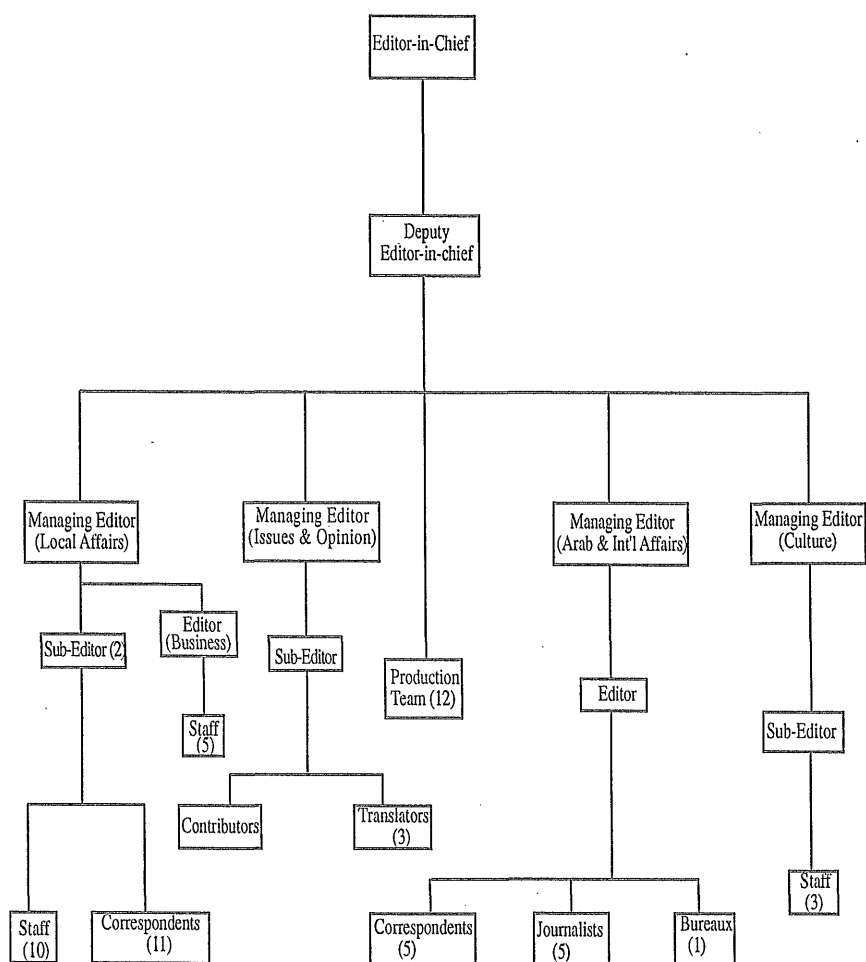 Editor-in-Chief
Deputy
Editor-in-chief
Managing Editor
(Local Affairs)
Managing Editor
(Issues & Opinion)
Managing Editor
(Arab & Int'l Affairs)
Managing Editor
(Culture)
Sub-Editor (2)
Editor
(Business)
Sub-Editor
Production
Team (12)
Editor
Sub-Editor
Staff
(5)
Contributors
Translators
(3)
Staff
(10)
Correspondents
(11)
Correspondents
(5)
Journalists
(5)
Bureaux
(1)
Staff
(3)